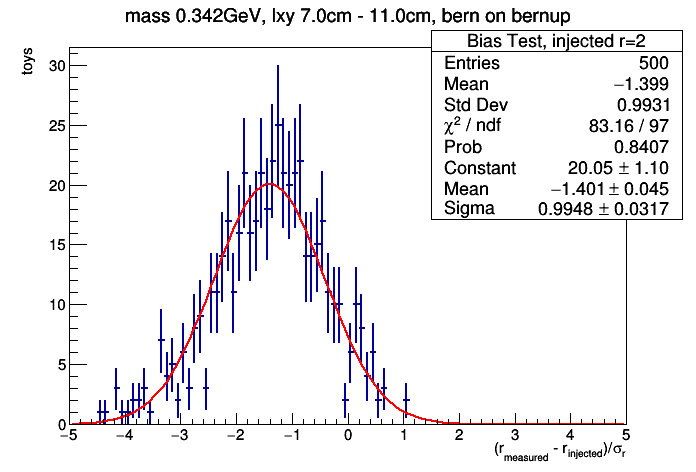 mass 0.342GeV, lxy 7.0cm - 11.0cm, bern on bernup
Bias Test, injected r=2
Entries 500
Mean −1.399
Std Dev 0.9931
χ² / ndf 83.16 / 97
Prob 0.8407
Constant 20.05 ± 1.10
Mean −1.401 ± 0.045
Sigma 0.9948 ± 0.0317
toys
30
25
20
15
10
5
0
−5 −4 −3 −2 −1 0 1 2 3 4 5
(r_measured - r_injected)/σ_r